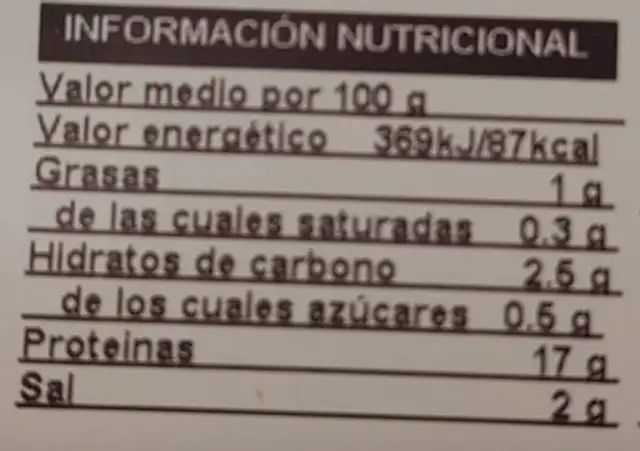 INFORMACIÓN NUTRICIONAL
Valor medio por 100 g
Valor energético 369kJ/87kcal
Grasas 1 g
de las cuales saturadas 0.3 g
Hidratos de carbono 2.5 g
de los cuales azúcares 0.5 g
Proteinas 17 g
Sal 2 g